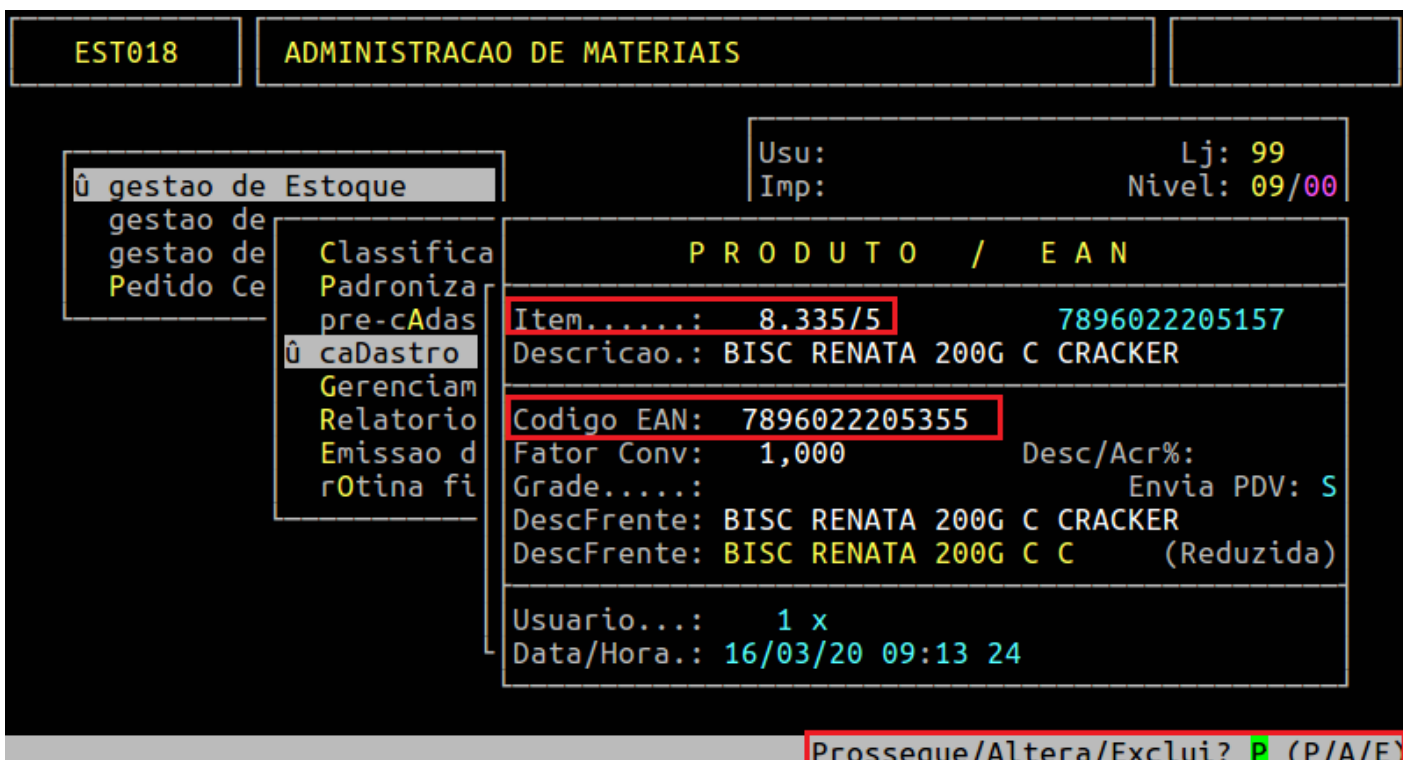 EST018 ADMINISTRACAO DE MATERIAIS
Usu: Lj: 99
Imp: Nivel: 09/00
û gestao de Estoque
gestao de
gestao de
Pedido Ce
Classifica
Padroniza
pre-cAdas
û caDastro
Gerenciam
Relatorio
Emissao d
rOtina fi
P R O D U T O / E A N
Item......: 8.335/5 7896022205157
Descricao.: BISC RENATA 200G C CRACKER
Codigo EAN: 7896022205355
Fator Conv: 1,000 Desc/Acr%:
Grade.....: Envia PDV: S
DescFrente: BISC RENATA 200G C CRACKER
DescFrente: BISC RENATA 200G C C (Reduzida)
Usuario...: 1 x
Data/Hora.: 16/03/20 09:13 24
Prossegue/Altera/Exclui? P (P/A/E)